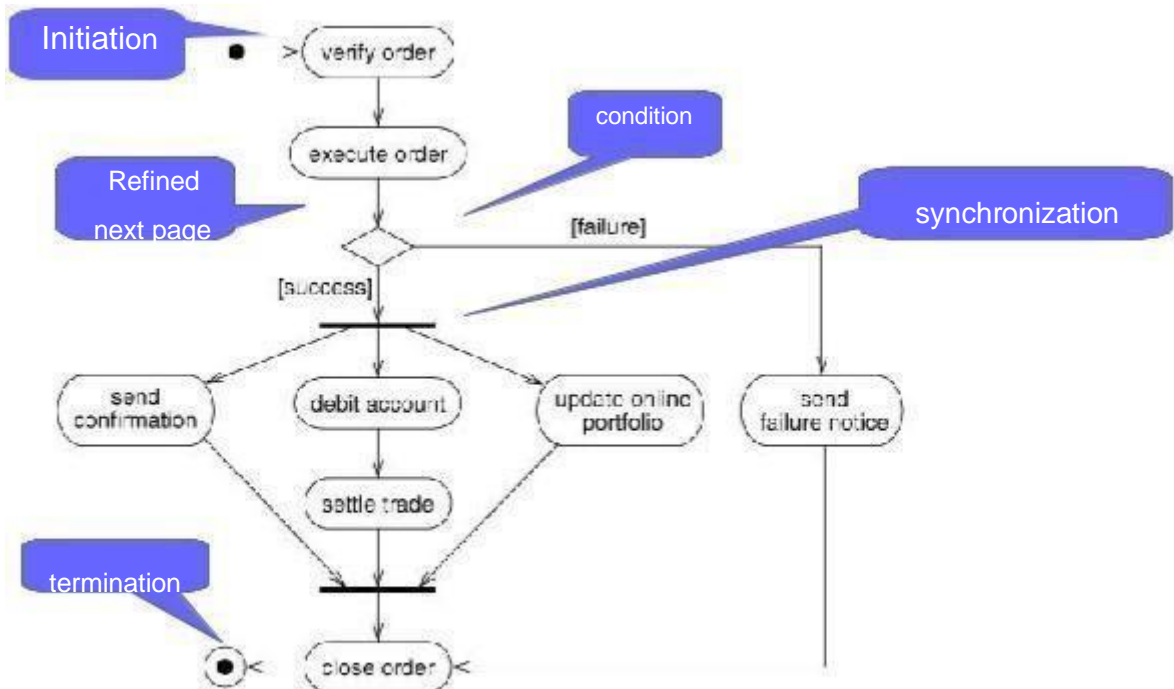 Initiation
verify order
condition
execute order
Refined
next page
synchronization
[failure]
[success]
send
confirmation
debit account
update online
portfolio
send
failure notice
settle trade
termination
close order